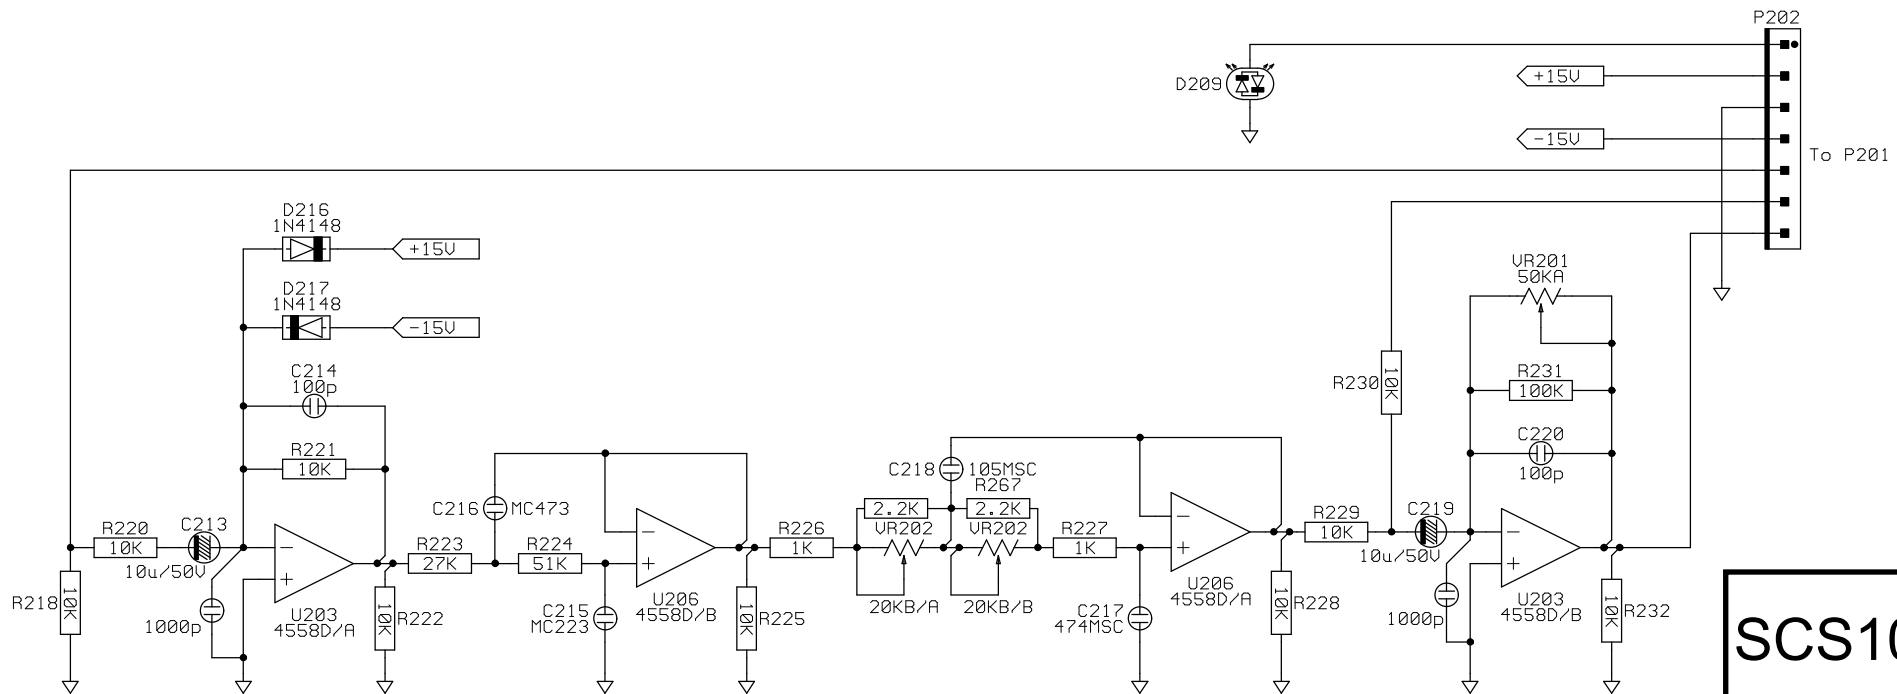 P202
D209
+15V
-15V
To P201
D216
1N4148
+15V
D217
1N4148
-15V
VR201
50KA
C214
100p
R230
10K
R231
100K
R221
10K
C220
100p
C218
105MSC
R267
C216
MC473
2.2K
2.2K
R220
10K
C213
10u/50V
VR202
VR202
R226
1K
R227
1K
R229
10K
C219
10u/50V
R223
27K
R224
51K
R218
10K
1000p
U203
4558D/A
10K
R222
C215
MC223
U206
4558D/B
10K
R225
20KB/A
20KB/B
C217
474MSC
U206
4558D/A
10K
R228
1000p
U203
4558D/B
10K
R232